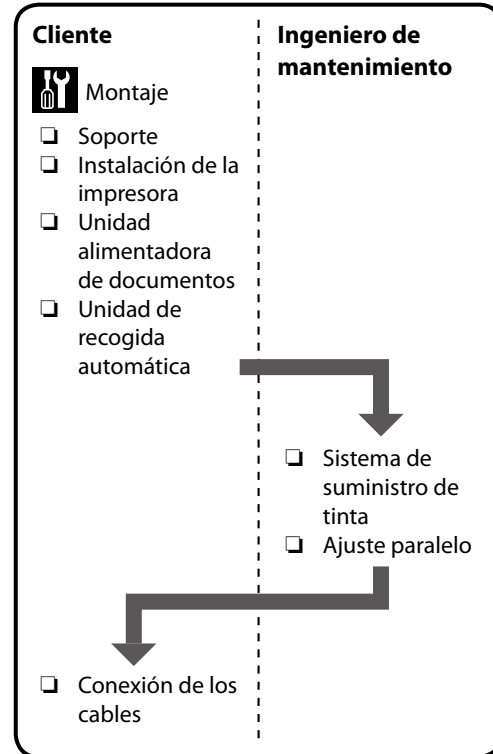 Cliente
Montaje
❏ Soporte
❏ Instalación de la
impresora
❏ Unidad
alimentadora
de documentos
❏ Unidad de
recogida
automática
Ingeniero de
mantenimiento
❏ Sistema de
suministro de
tinta
❏ Ajuste paralelo
❏ Conexión de los
cables